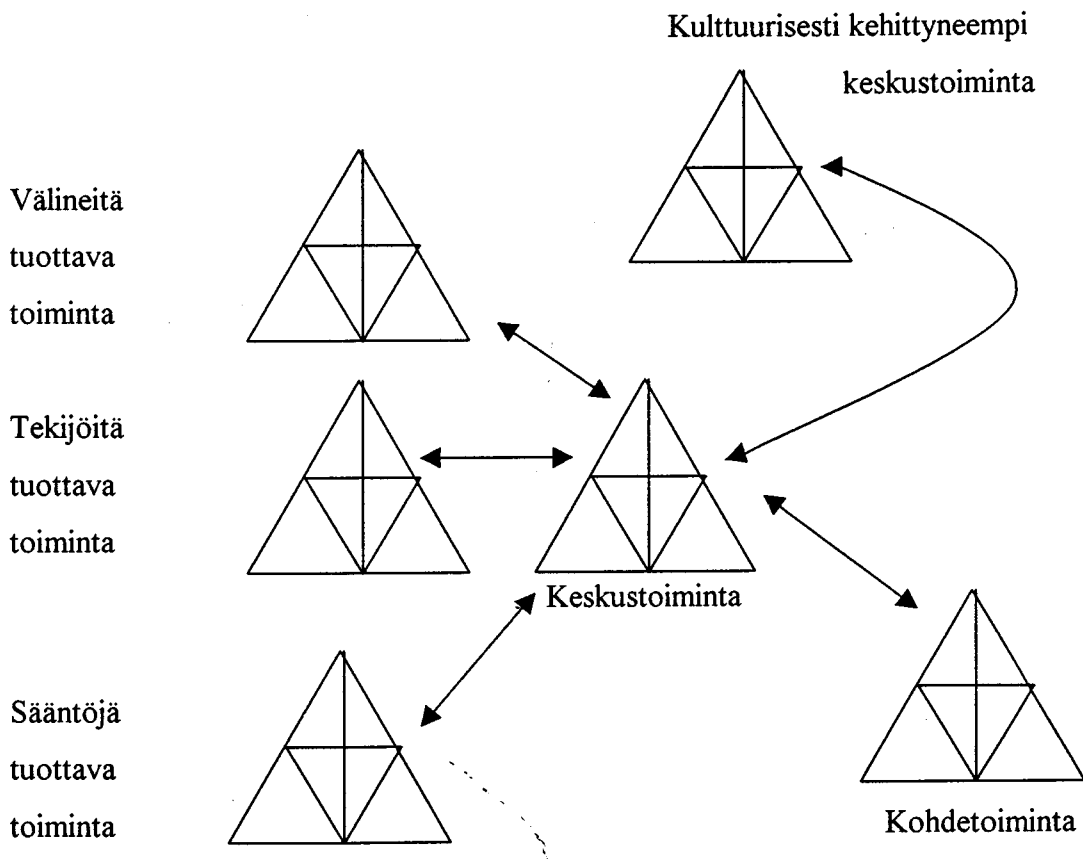 Kulttuurisesti kehittyneempi
keskustoiminta
Välineitä
tuottava
toiminta
Tekijöitä
tuottava
toiminta
Keskustoiminta
Sääntöjä
tuottava
toiminta
Kohdetoiminta